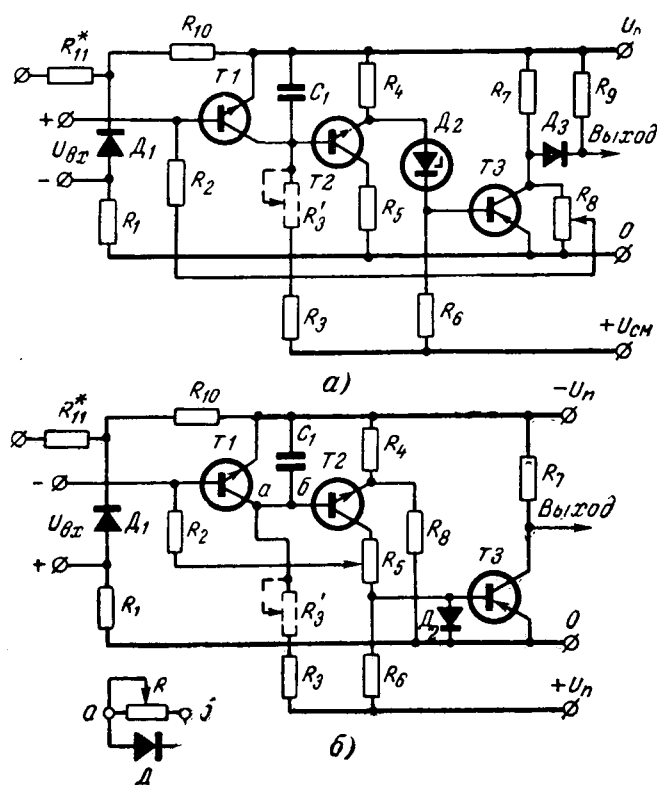 R11* R10 Uп
T1 C1 R4 R7 R9
+ Д2 Д3 Выход
Uвх Д1
- R2 T2 T3 R8
R'3 R5
R1 0
R3 R6
+Uсм
а)
R11* R10 -Uп
T1 C1 R4
T2 R7
- а б Выход
Uвх Д1 R2 R8
R5 T3
+
R1 R'3 Д2 0
R3 R6
+Uп
R
а б
Д
б)